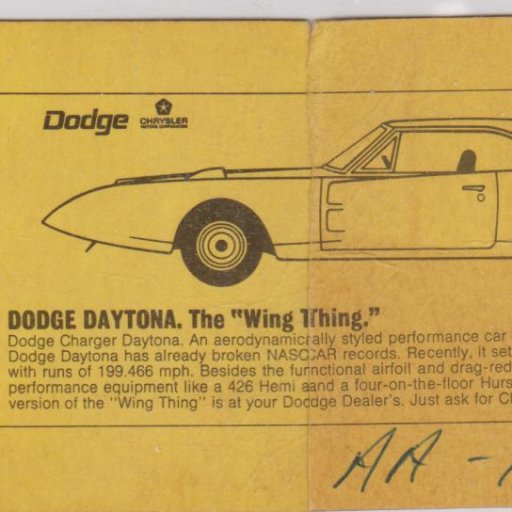 Dodge CHRYSLER
MOTORS CORPORATION
DODGE DAYTONA. The "Wing Thing."
Dodge Charger Daytona. An aerodynamically styled performance car
Dodge Daytona has already broken NASCAR records. Recently, it set
with runs of 199.466 mph. Besides the functional airfoil and drag-red
performance equipment like a 426 Hemi and a four-on-the-floor Hurs
version of the "Wing Thing" is at your Dodge Dealer's. Just ask for Ch
AA -